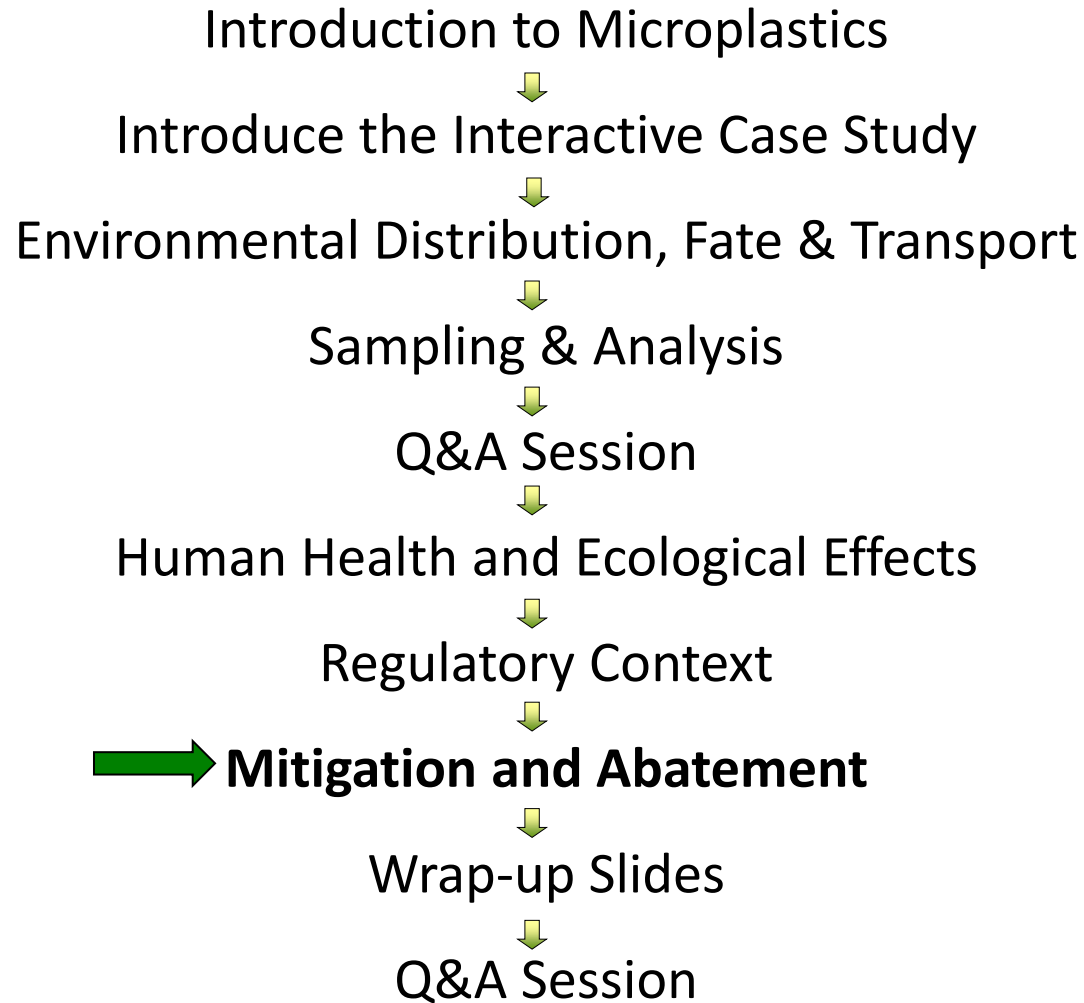 Introduction to Microplastics
Introduce the Interactive Case Study
Environmental Distribution, Fate & Transport
Sampling & Analysis
Q&A Session
Human Health and Ecological Effects
Regulatory Context
Mitigation and Abatement
Wrap-up Slides
Q&A Session